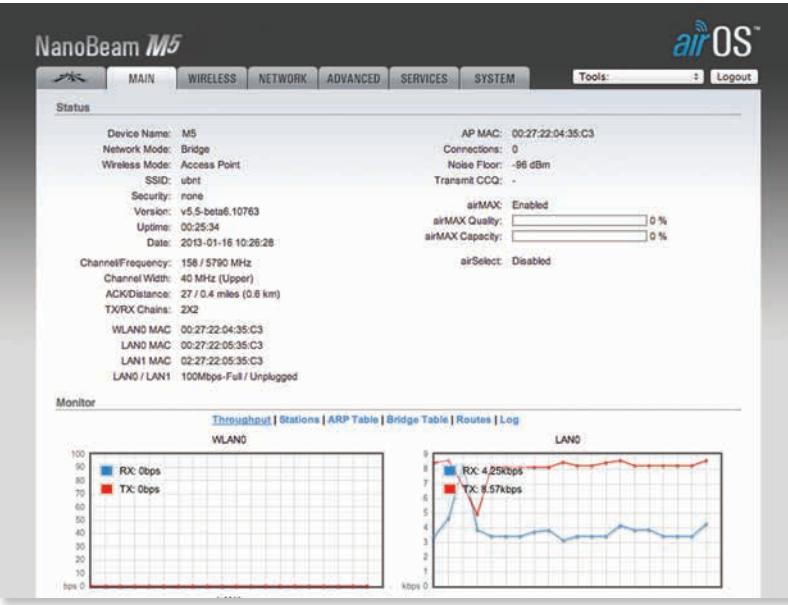 NanoBeam M5
airOS™
MAIN WIRELESS NETWORK ADVANCED SERVICES SYSTEM Tools: Logout
Status
Device Name: M5
Network Mode: Bridge
Wireless Mode: Access Point
SSID: ubnt
Security: none
Version: v5.5-beta6.10763
Uptime: 00:25:34
Date: 2013-01-16 10:26:28
Channel/Frequency: 158 / 5790 MHz
Channel Width: 40 MHz (Upper)
ACK/Distance: 27 / 0.4 miles (0.6 km)
TX/RX Chains: 2X2
WLAN0 MAC 00:27:22:04:35:C3
LAN0 MAC 00:27:22:05:35:C3
LAN1 MAC 02:27:22:05:35:C3
LAN0 / LAN1 100Mbps-Full / Unplugged
AP MAC: 00:27:22:04:35:C3
Connections: 0
Noise Floor: -96 dBm
Transmit CCQ: -
airMAX: Enabled
airMAX Quality: 0 %
airMAX Capacity: 0 %
airSelect: Disabled
Monitor
Throughput | Stations | ARP Table | Bridge Table | Routes | Log
WLAN0
100
90
80
70
60
50
40
30
20
10
bps 0
RX: 0bps
TX: 0bps
LAN0
9
8
7
6
5
4
3
2
1
kbps 0
RX: 4.25kbps
TX: 8.57kbps